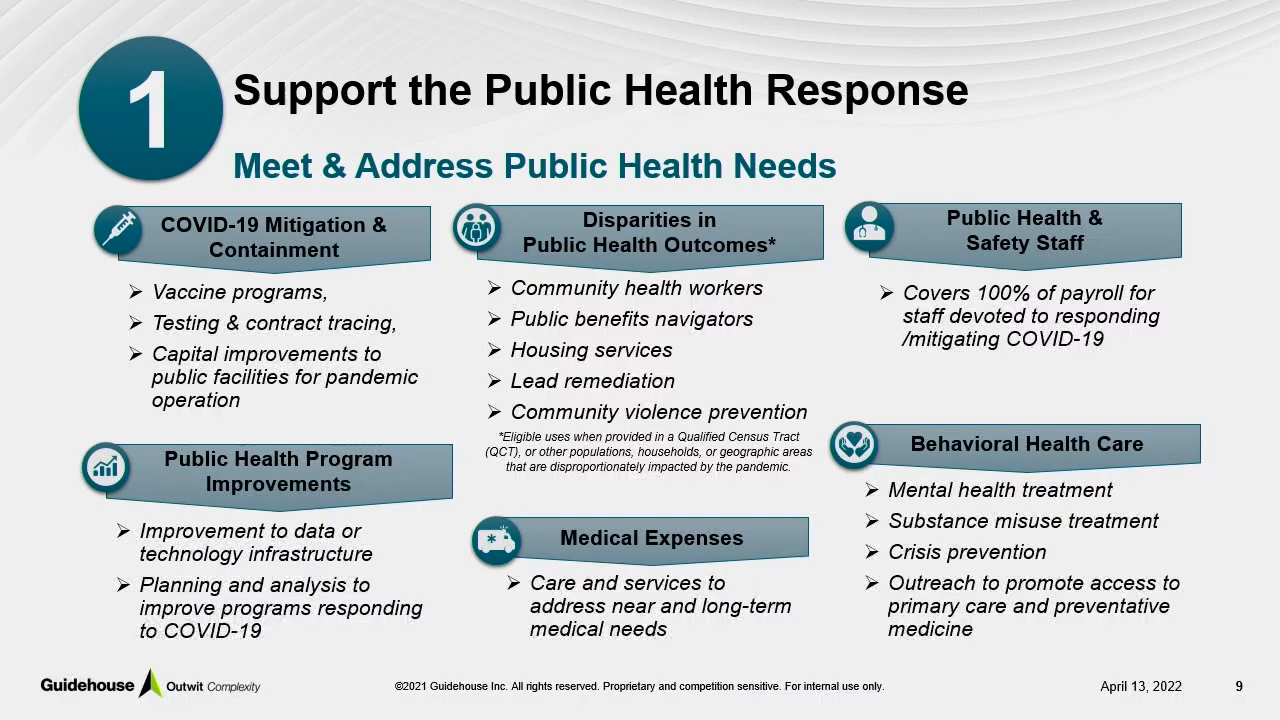 1
Support the Public Health Response
Meet & Address Public Health Needs
COVID-19 Mitigation &
Containment
➢ Vaccine programs,
➢ Testing & contract tracing,
➢ Capital improvements to
public facilities for pandemic
operation
Public Health Program
Improvements
➢ Improvement to data or
technology infrastructure
➢ Planning and analysis to
improve programs responding
to COVID-19
Disparities in
Public Health Outcomes*
➢ Community health workers
➢ Public benefits navigators
➢ Housing services
➢ Lead remediation
➢ Community violence prevention
*Eligible uses when provided in a Qualified Census Tract
(QCT), or other populations, households, or geographic areas
that are disproportionately impacted by the pandemic.
Medical Expenses
➢ Care and services to
address near and long-term
medical needs
Public Health &
Safety Staff
➢ Covers 100% of payroll for
staff devoted to responding
/mitigating COVID-19
Behavioral Health Care
➢ Mental health treatment
➢ Substance misuse treatment
➢ Crisis prevention
➢ Outreach to promote access to
primary care and preventative
medicine
Guidehouse Outwit Complexity
©2021 Guidehouse Inc. All rights reserved. Proprietary and competition sensitive. For internal use only.
April 13, 2022
9